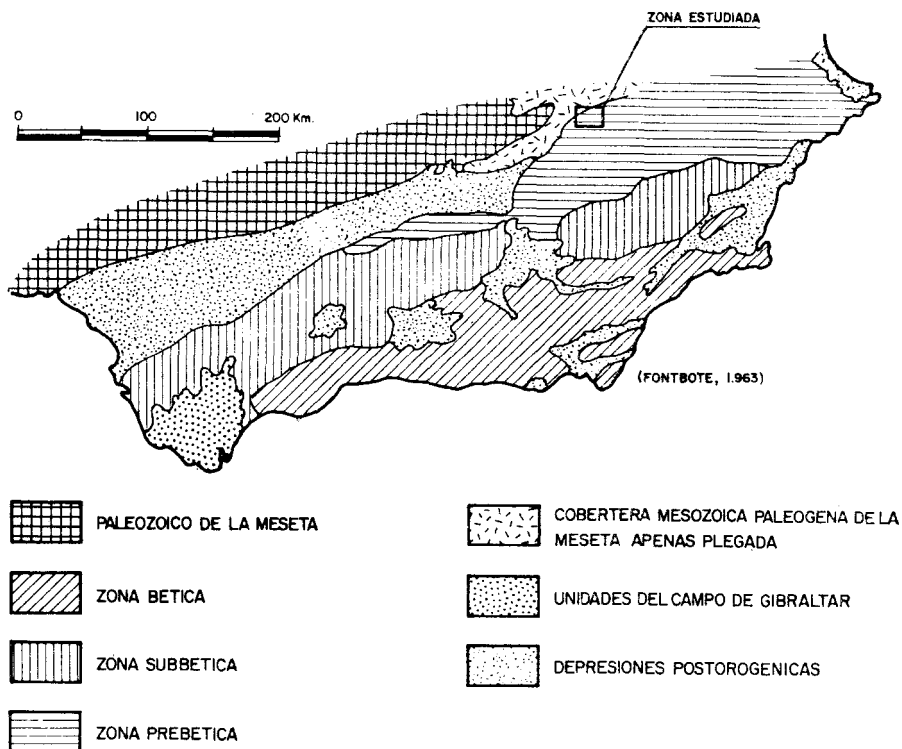 ZONA ESTUDIADA
0 100 200 Km.
(FONTBOTE, 1.963)
PALEOZOICO DE LA MESETA
ZONA BETICA
ZONA SUBBETICA
ZONA PREBETICA
COBERTERA MESOZOICA PALEOGENA DE LA
MESETA APENAS PLEGADA
UNIDADES DEL CAMPO DE GIBRALTAR
DEPRESIONES POSTOROGENICAS